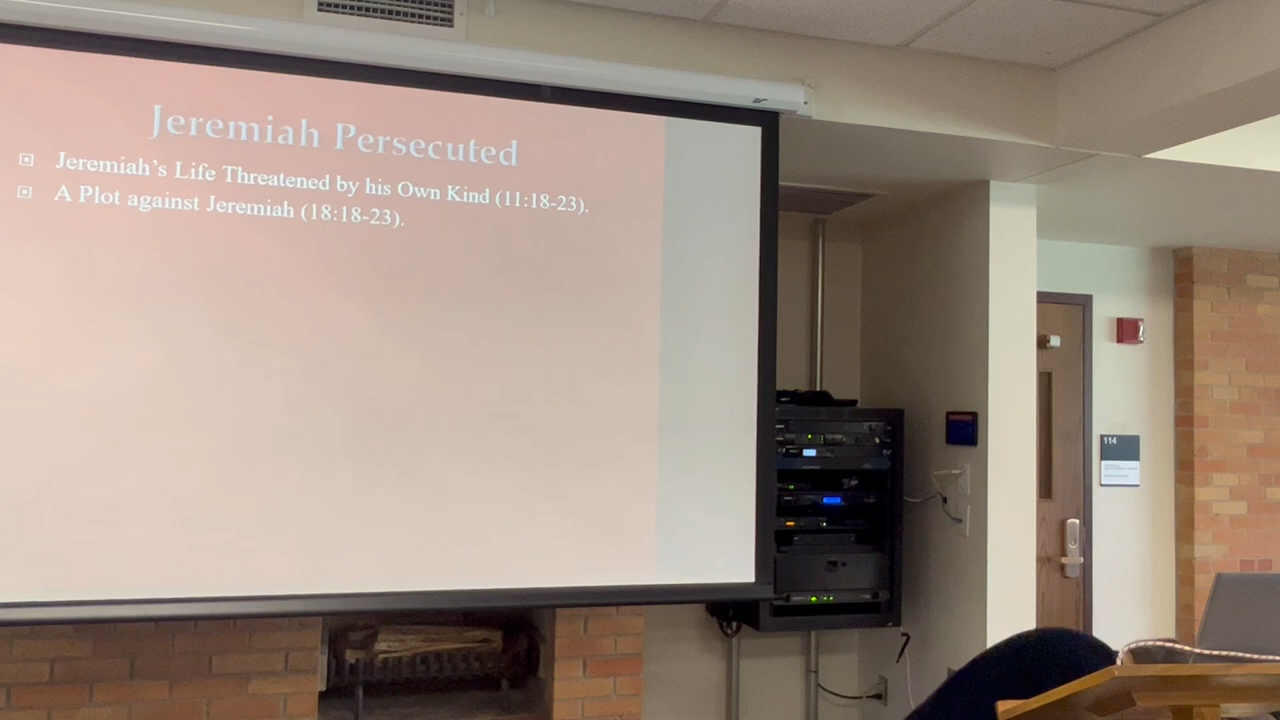 Jeremiah Persecuted
Jeremiah's Life Threatened by his Own Kind (11:18-23).
A Plot against Jeremiah (18:18-23).
114